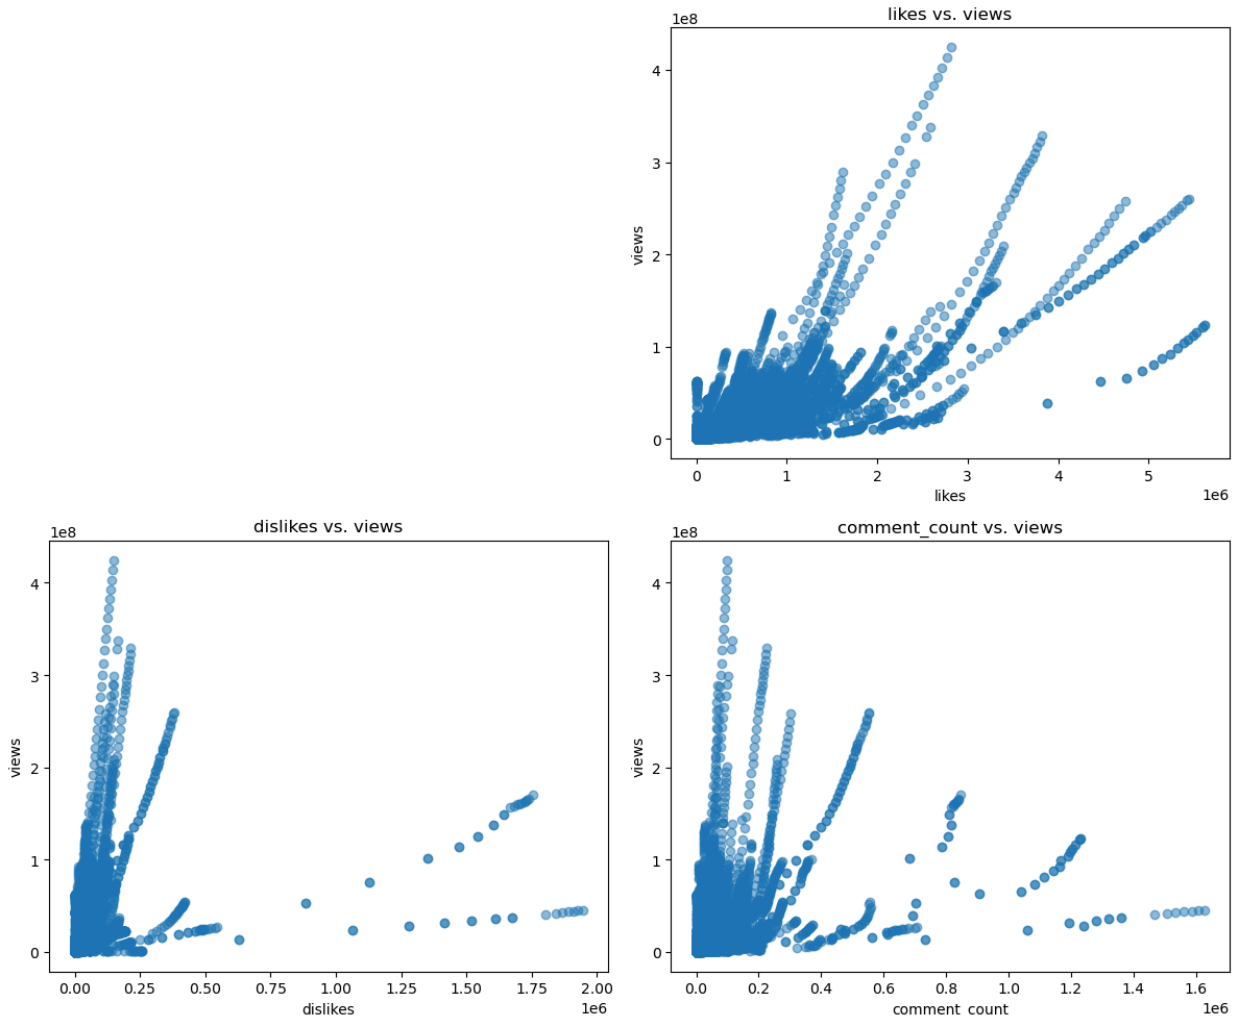 likes vs. views
1e8
4
3
2
1
0
views
0
1
2
3
4
5
1e6
likes
dislikes vs. views
1e8
4
3
2
1
0
views
0.00
0.25
0.50
0.75
1.00
1.25
1.50
1.75
2.00
1e6
dislikes
comment_count vs. views
1e8
4
3
2
1
0
views
0.0
0.2
0.4
0.6
0.8
1.0
1.2
1.4
1.6
1e6
comment_count